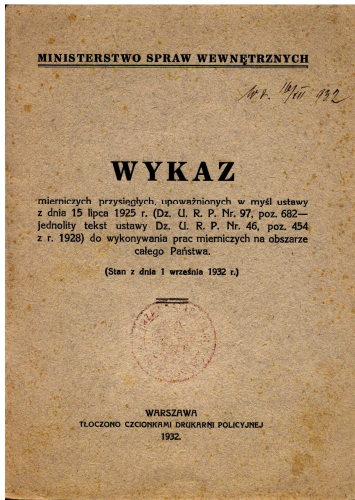 MINISTERSTWO SPRAW WEWNĘTRZNYCH
WYKAZ
mierniczych przysięgłych, upoważnionych w myśl ustawy
z dnia 15 lipca 1925 r. (Dz. U. R. P. Nr. 97, poz. 682—
jednolity tekst ustawy Dz. U. R. P. Nr. 46, poz. 454
z r. 1928) do wykonywania prac mierniczych na obszarze
całego Państwa.
(Stan z dnia 1 września 1932 r.)
WARSZAWA
TŁOCZONO CZCIONKAMI DRUKARNI POLICYJNEJ
1932.